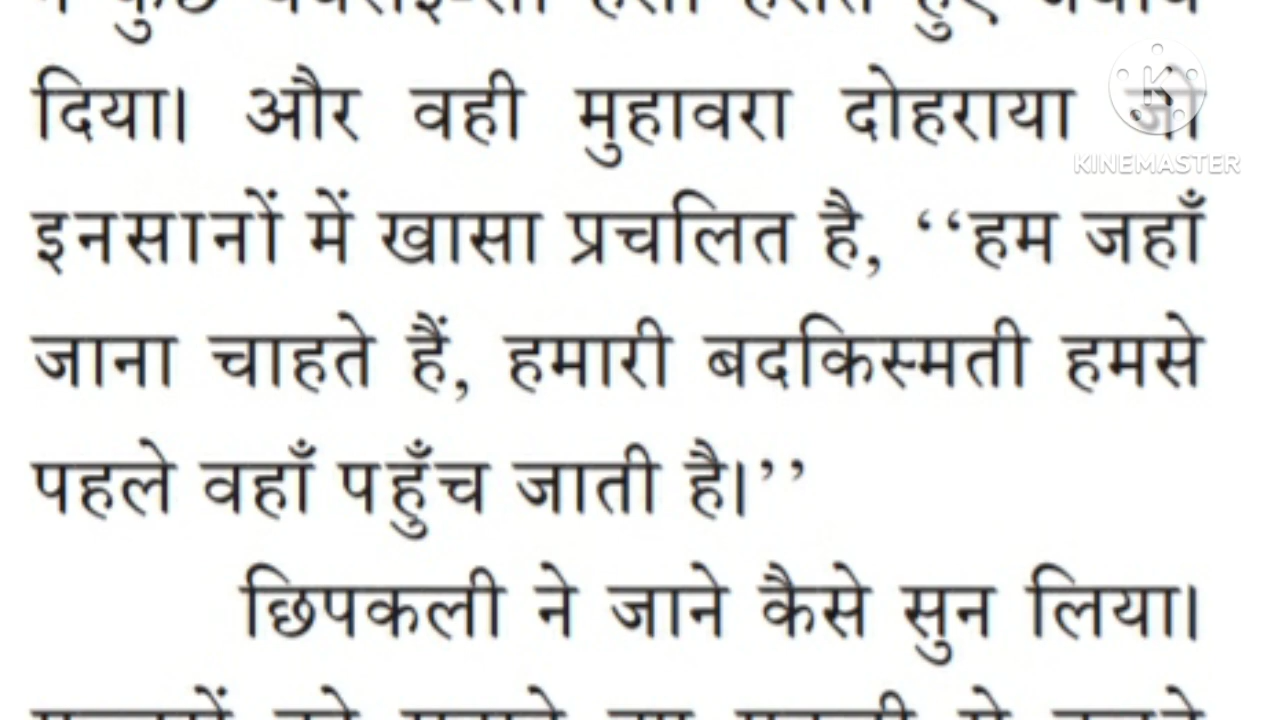 दिया। और वही मुहावरा दोहराया जो
KINEMASTER
इनसानों में खासा प्रचलित है, ‘‘हम जहाँ
जाना चाहते हैं, हमारी बदकिस्मती हमसे
पहले वहाँ पहुँच जाती है।’’
छिपकली ने जाने कैसे सुन लिया।